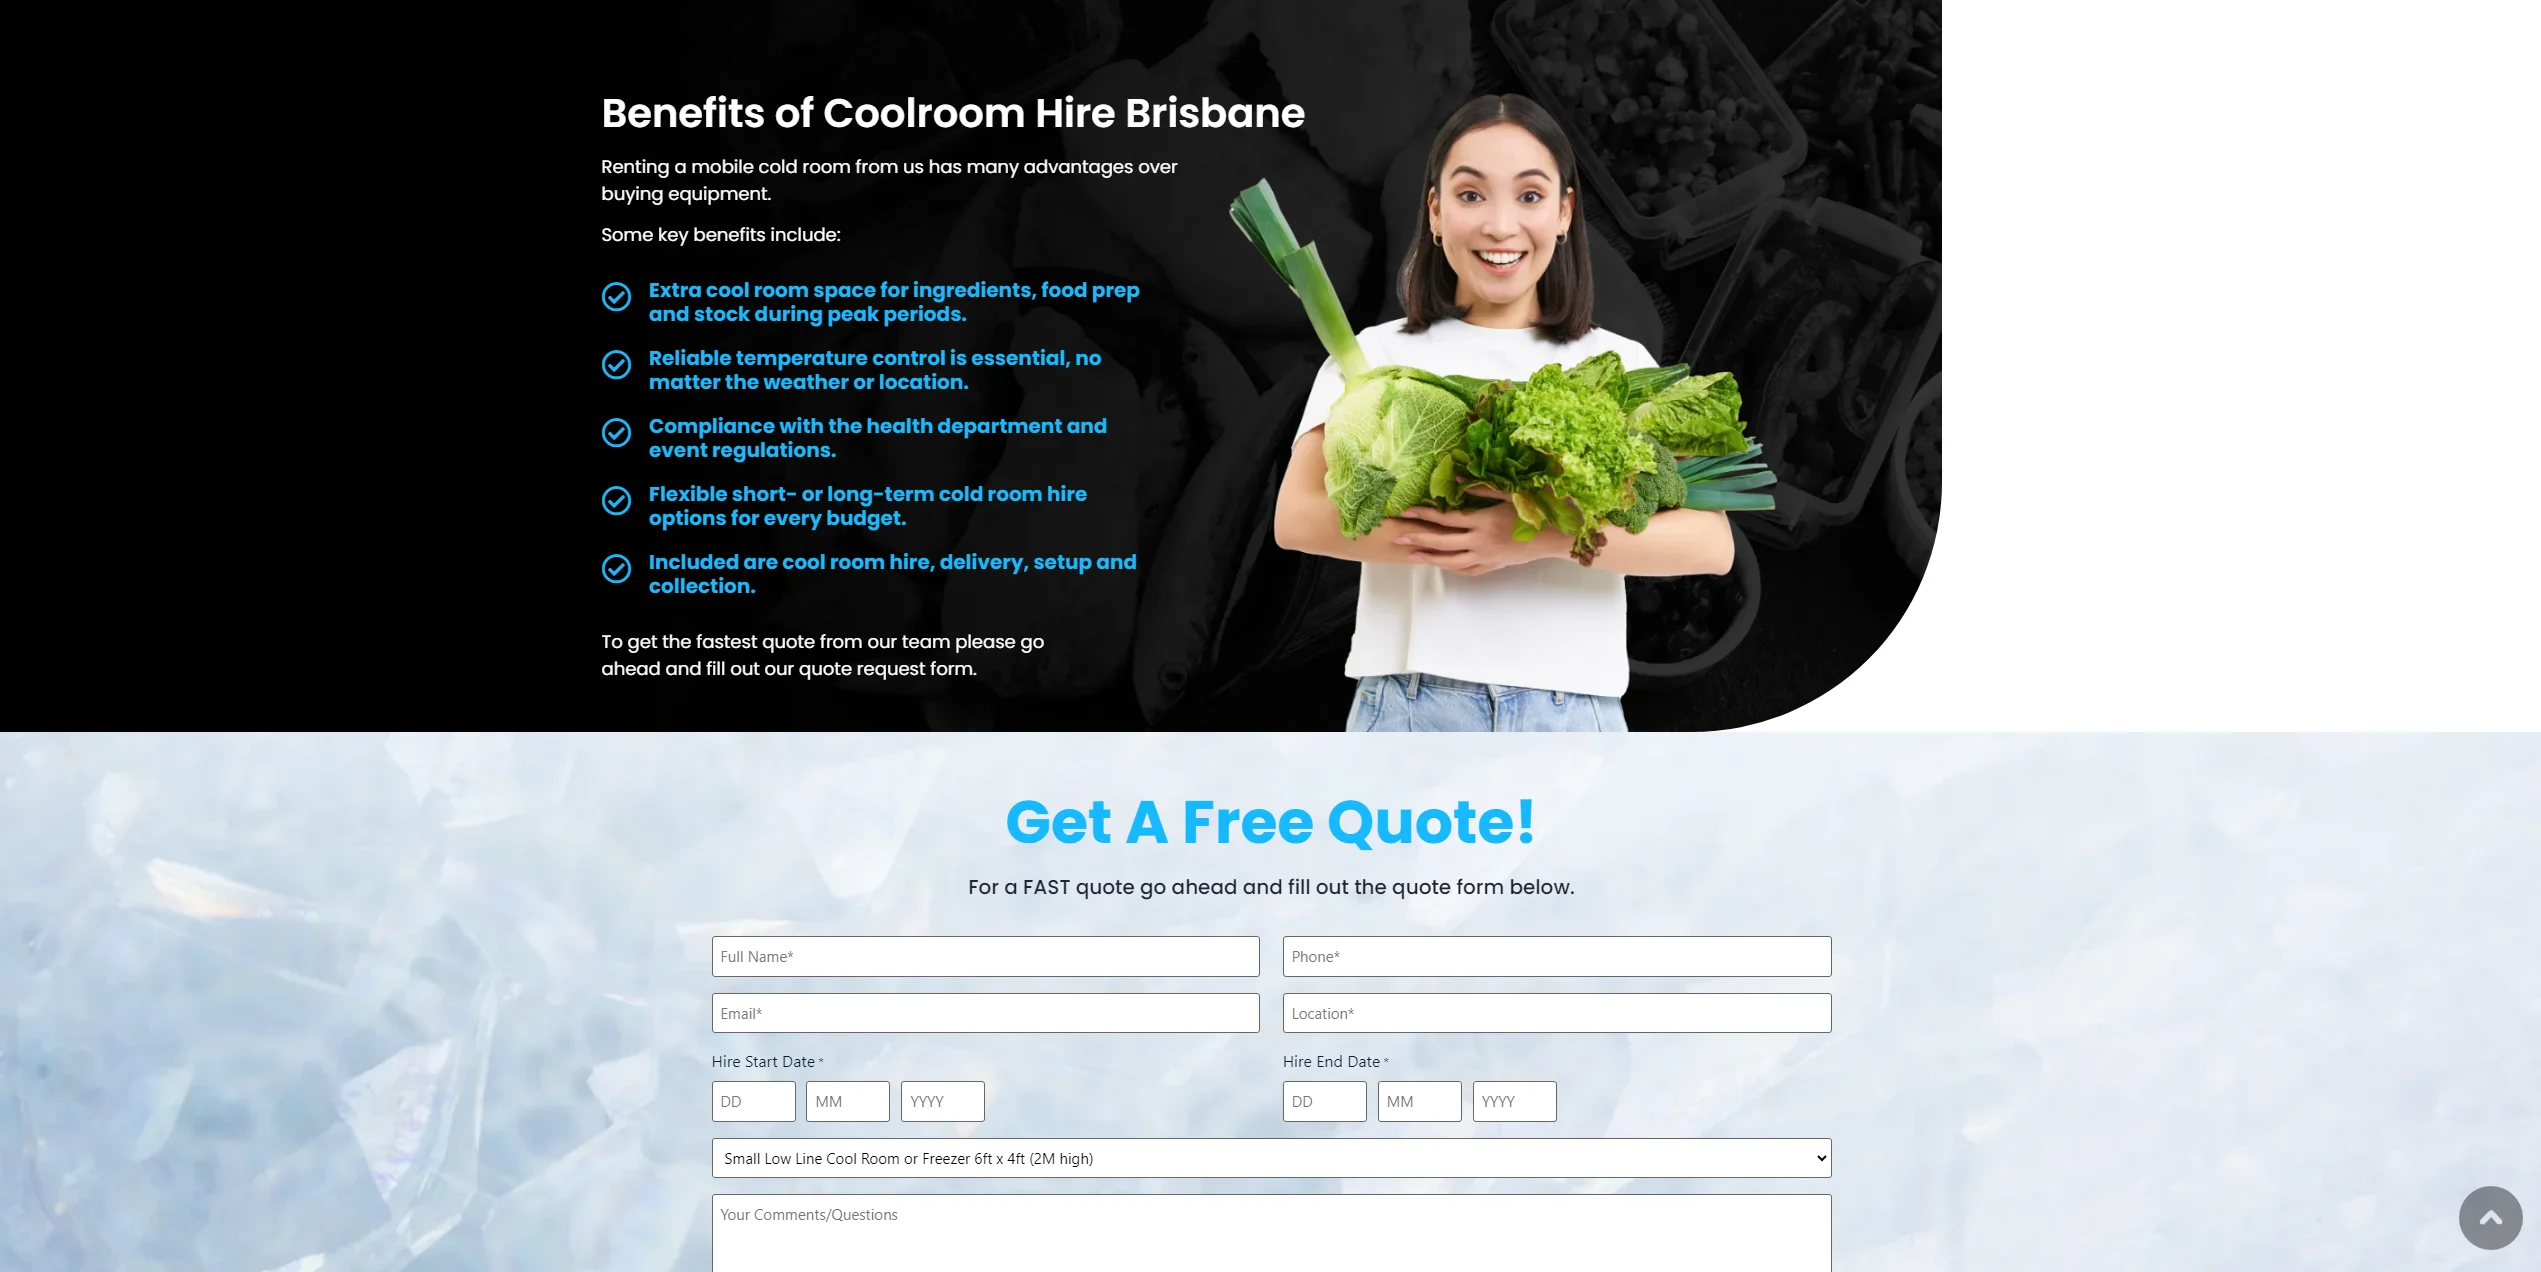 Benefits of Coolroom Hire Brisbane
Renting a mobile cold room from us has many advantages over
buying equipment.
Some key benefits include:
Extra cool room space for ingredients, food prep
and stock during peak periods.
Reliable temperature control is essential, no
matter the weather or location.
Compliance with the health department and
event regulations.
Flexible short- or long-term cold room hire
options for every budget.
Included are cool room hire, delivery, setup and
collection.
To get the fastest quote from our team please go
ahead and fill out our quote request form.
Get A Free Quote!
For a FAST quote go ahead and fill out the quote form below.
Full Name*
Phone*
Email*
Location*
Hire Start Date *
Hire End Date *
DD MM YYYY
DD MM YYYY
Small Low Line Cool Room or Freezer 6ft x 4ft (2M high)
Your Comments/Questions